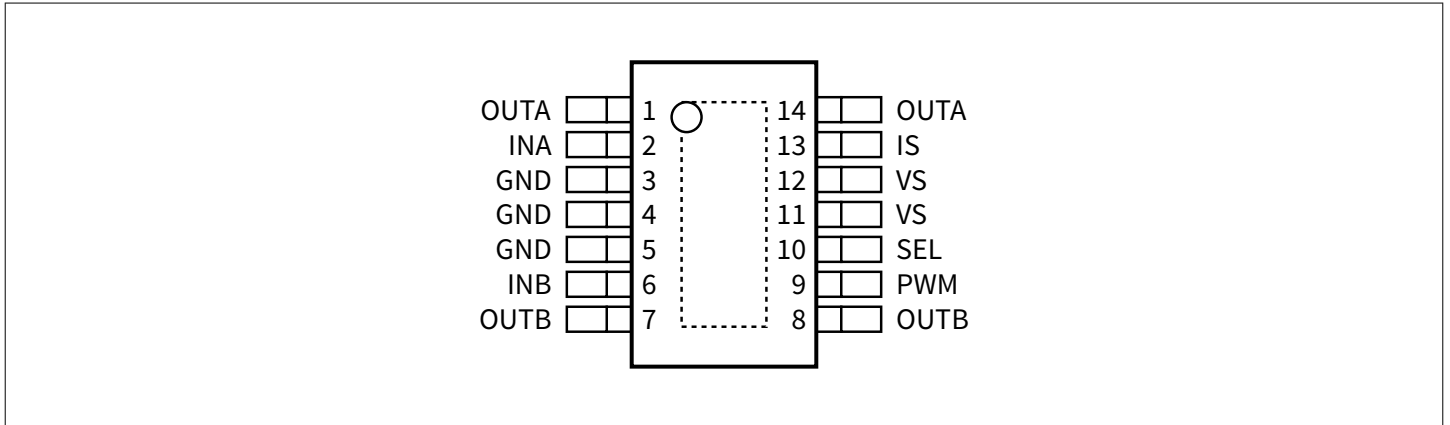 OUTA 1 14 OUTA
INA 2 13 IS
GND 3 12 VS
GND 4 11 VS
GND 5 10 SEL
INB 6 9 PWM
OUTB 7 8 OUTB